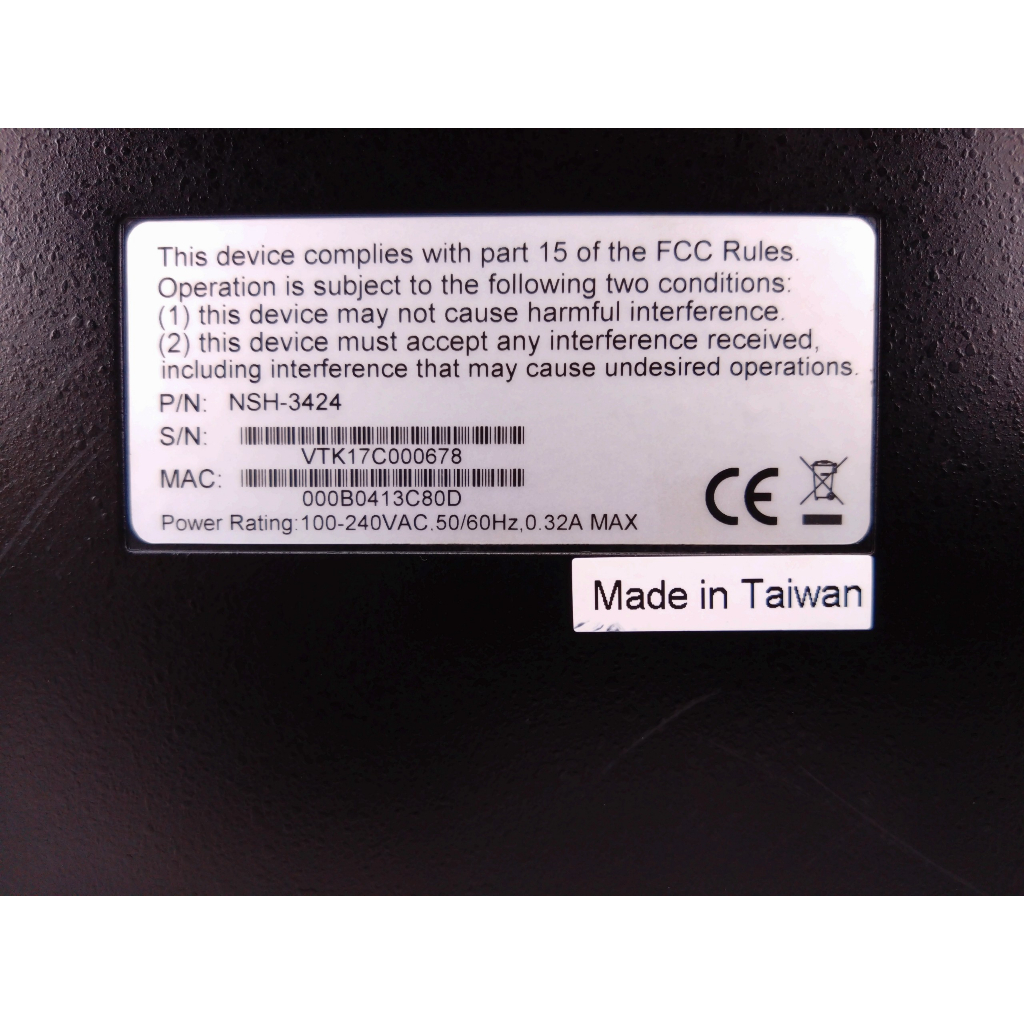 This device complies with part 15 of the FCC Rules.
Operation is subject to the following two conditions:
(1) this device may not cause harmful interference.
(2) this device must accept any interference received,
including interference that may cause undesired operations.
P/N: NSH-3424
S/N:
VTK17C000678
MAC:
000B0413C80D
Power Rating:100-240VAC.50/60Hz,0.32A MAX
CE
Made in Taiwan